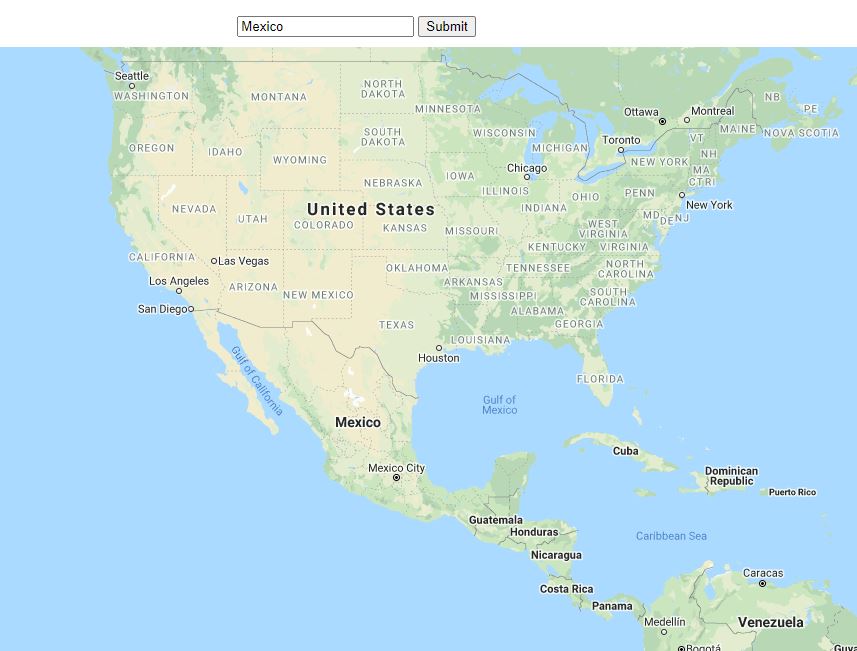 Mexico
Submit
Seattle
WASHINGTON
MONTANA
NORTH
DAKOTA
MINNESOTA
Ottawa
Montreal
NB
PE
NOVA SCOTIA
MAINE
OREGON
IDAHO
SOUTH
DAKOTA
WISCONSIN
MICHIGAN
Toronto
VT
NH
NEW YORK
MA
CT RI
WYOMING
Chicago
IOWA
NEBRASKA
ILLINOIS
INDIANA
OHIO
PENN
New York
NEVADA
UTAH
United States
COLORADO
KANSAS
MISSOURI
WEST
VIRGINIA
MD
DE
NJ
KENTUCKY
VIRGINIA
CALIFORNIA
Las Vegas
Los Angeles
ARIZONA
NEW MEXICO
OKLAHOMA
ARKANSAS
TENNESSEE
NORTH
CAROLINA
MISSISSIPPI
SOUTH
CAROLINA
San Diego
ALABAMA
GEORGIA
TEXAS
LOUISIANA
Houston
FLORIDA
Gulf of California
Gulf of
Mexico
Mexico
Mexico City
Cuba
Dominican
Republic
Puerto Rico
Guatemala
Honduras
Caribbean Sea
Nicaragua
Costa Rica
Panama
Caracas
Medellín
Venezuela
Bogotá
Guya